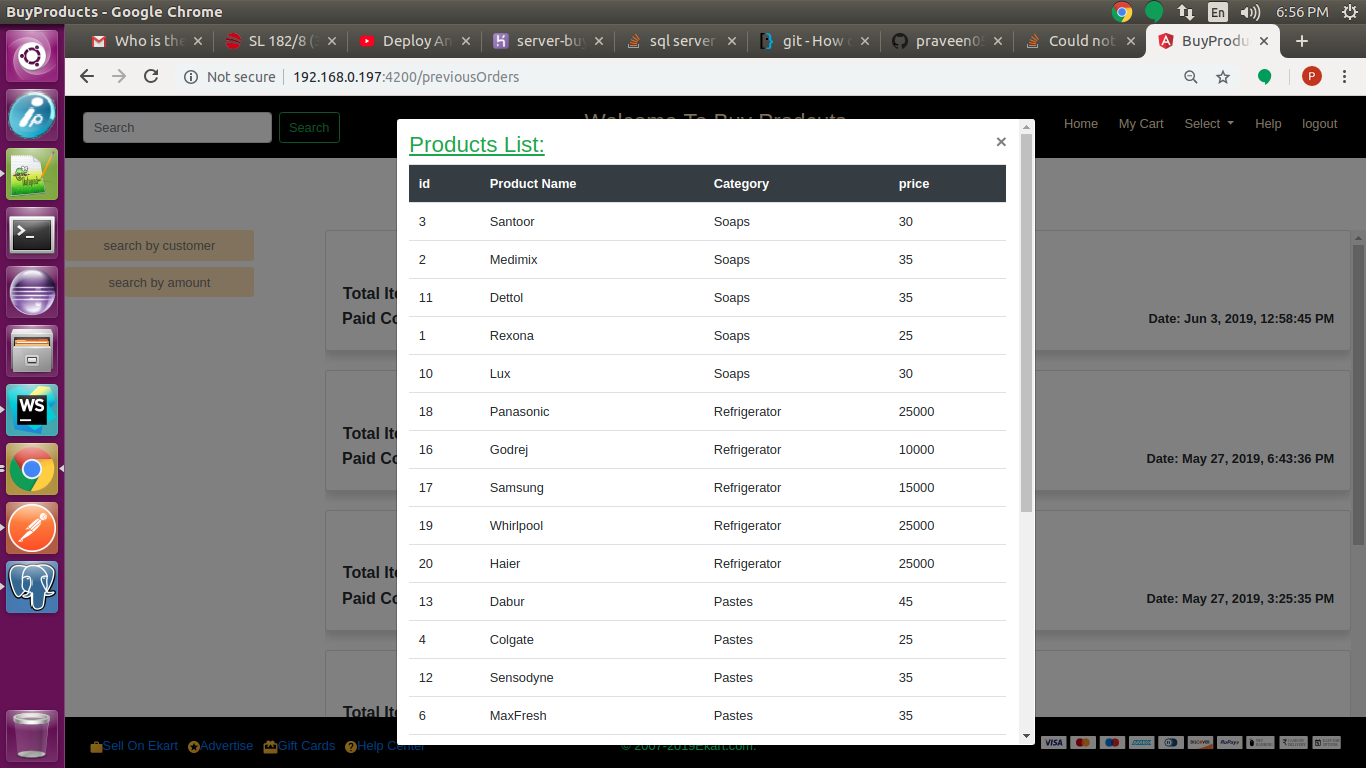 BuyProducts - Google Chrome
En
6:56 PM
Who is the
SL 182/8 (
Deploy An
server-buy
sql server
git - How
praveen05
Could not
BuyProdu
Not secure
192.168.0.197:4200/previousOrders
P
Search
Search
Welcome To Buy Prodcuts
Home
My Cart
Select
Help
logout
Products List:
×
id Product Name Category price
3 Santoor Soaps 30
2 Medimix Soaps 35
11 Dettol Soaps 35
1 Rexona Soaps 25
10 Lux Soaps 30
18 Panasonic Refrigerator 25000
16 Godrej Refrigerator 10000
17 Samsung Refrigerator 15000
19 Whirlpool Refrigerator 25000
20 Haier Refrigerator 25000
13 Dabur Pastes 45
4 Colgate Pastes 25
12 Sensodyne Pastes 35
6 MaxFresh Pastes 35
search by customer
search by amount
Total Ite
Paid Co
Date: Jun 3, 2019, 12:58:45 PM
Total Ite
Paid Co
Date: May 27, 2019, 6:43:36 PM
Total Ite
Paid Co
Date: May 27, 2019, 3:25:35 PM
Total Ite
Sell On Ekart
Advertise
Gift Cards
Help Center
© 2007-2019Ekart.com.
VISA
DISCOVER
RuPay
WS